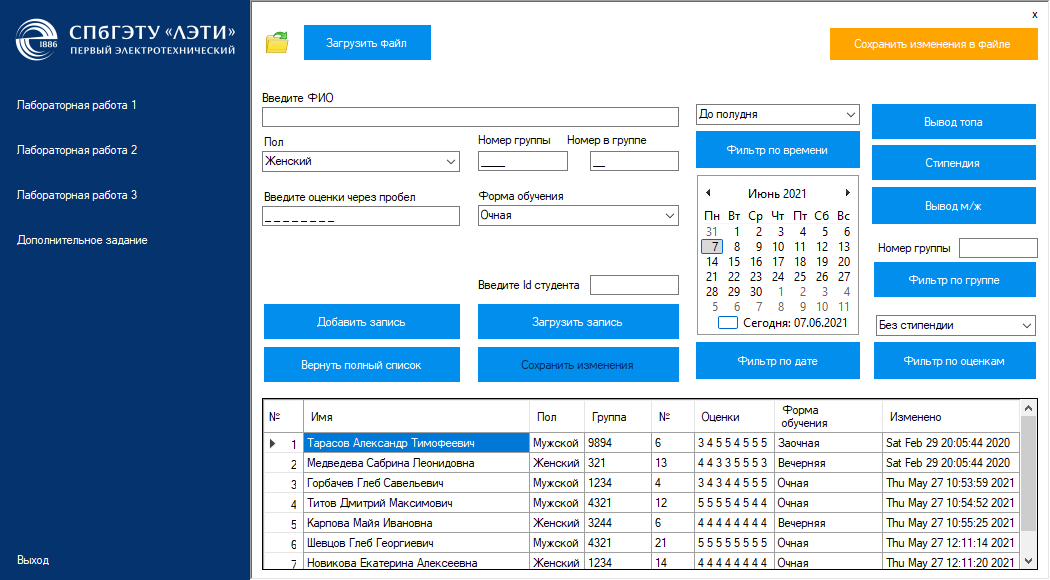 СПбГЭТУ «ЛЭТИ»
ПЕРВЫЙ ЭЛЕКТРОТЕХНИЧЕСКИЙ
1886
Лабораторная работа 1
Лабораторная работа 2
Лабораторная работа 3
Дополнительное задание
Выход
x
Загрузить файл
Сохранить изменения в файле
Введите ФИО
Пол
Женский
Номер группы
____
Номер в группе
__
Введите оценки через пробел
_ _ _ _ _ _ _ _
Форма обучения
Очная
Введите Id студента
Добавить запись
Загрузить запись
Вернуть полный список
Сохранить изменения
До полудня
Фильтр по времени
Июнь 2021
Пн Вт Ср Чт Пт Сб Вс
31 1 2 3 4 5 6
7 8 9 10 11 12 13
14 15 16 17 18 19 20
21 22 23 24 25 26 27
28 29 30 1 2 3 4
5 6 7 8 9 10 11
Сегодня: 07.06.2021
Фильтр по дате
Вывод топа
Стипендия
Вывод м/ж
Номер группы
Фильтр по группе
Без стипендии
Фильтр по оценкам
№ Имя Пол Группа № Оценки Форма обучения Изменено
1 Тарасов Александр Тимофеевич Мужской 9894 6 3 4 5 5 4 5 5 5 Заочная Sat Feb 29 20:05:44 2020
2 Медведева Сабрина Леонидовна Женский 321 13 4 4 3 3 5 5 5 3 Вечерняя Sat Feb 29 20:05:44 2020
3 Горбачев Глеб Савельевич Мужской 1234 4 3 4 3 4 4 5 5 5 Очная Thu May 27 10:53:59 2021
4 Титов Дмитрий Максимович Мужской 4321 12 5 5 5 5 4 5 4 4 Очная Thu May 27 10:54:52 2021
5 Карпова Майя Ивановна Женский 3244 6 4 4 4 4 4 4 4 4 Вечерняя Thu May 27 10:55:25 2021
6 Шевцов Глеб Георгиевич Мужской 4321 21 5 5 5 5 5 5 5 5 Очная Thu May 27 12:11:14 2021
7 Новикова Екатерина Алексеевна Женский 1234 14 4 4 4 4 4 4 4 4 Очная Thu May 27 12:11:20 2021